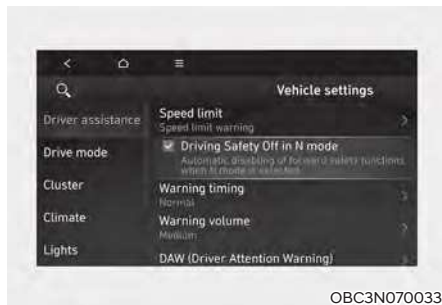 Vehicle settings
Driver assistance
Drive mode
Cluster
Climate
Lights
Speed limit
Speed limit warning
Driving Safety Off in N mode
Automatic disabling of forward safety functions
when N mode is selected
Warning timing
Normal
Warning volume
Medium
DAW (Driver Attention Warning)
OBC3N070033